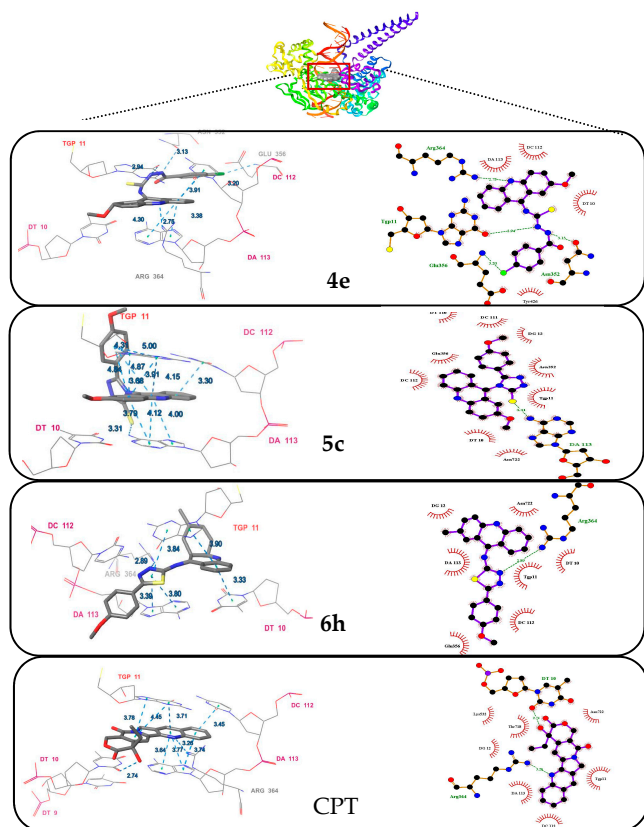 TGP 11
3.13
GLU 356
2.94
3.91
3.20
DC 112
DT 10
4.30
2.76
3.38
ARG 364
DA 113
4e
Arg364
DA 113
DC 112
DT 10
Tgp11
Glu356
Asn352
Tyr426
TGP 11
4.31
5.00
4.87
3.91
4.15
3.30
3.68
DC 112
3.79
4.12
4.00
DT 10
3.31
DA 113
5c
DC 111
DG 12
Glu356
Asn352
DC 112
Tgp11
DT 10
DA 113
Asn722
DC 112
TGP 11
2.89
3.84
3.90
ARG 364
3.33
DA 113
3.39
3.80
DT 10
6h
DG 12
Asn722
Arg364
DA 113
DT 10
Tgp11
DC 112
Glu356
TGP 11
DC 112
3.78
4.45
3.71
3.45
3.26
3.64
3.77
3.74
DT 10
2.74
DA 113
ARG 364
DT 9
CPT
DT 10
Asn722
Thr718
Tgp11
Arg364
DA 113